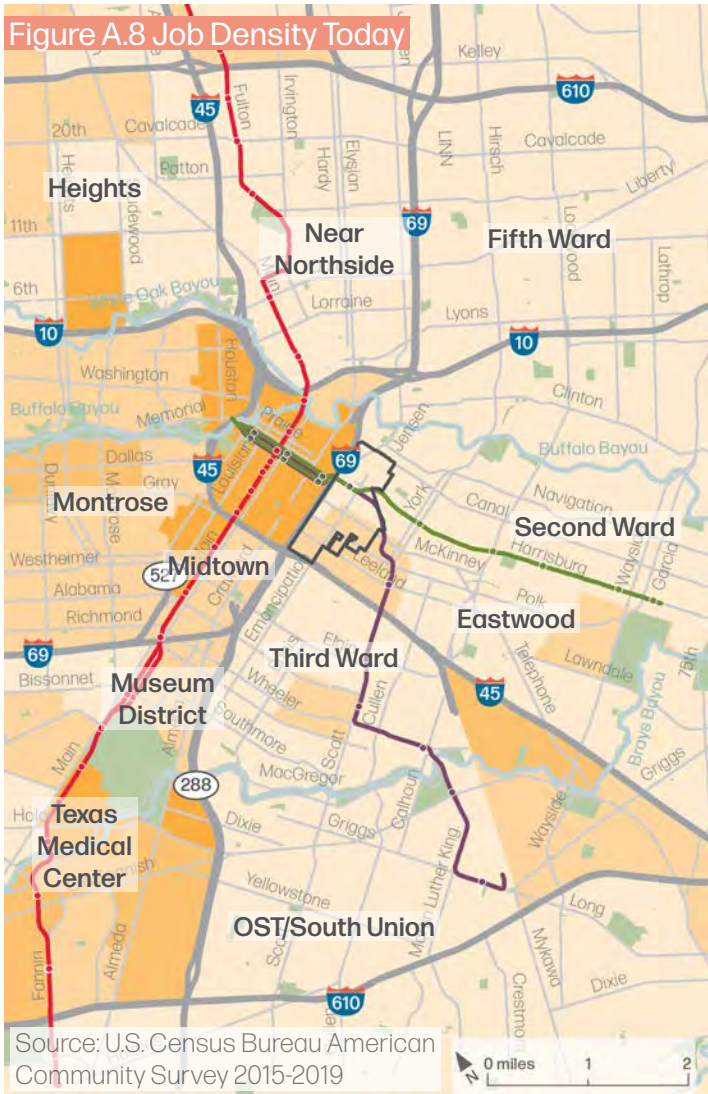 Figure A.8 Job Density Today
Kelley
45
Fulton
Irvington
610
20th
Cavalcade
Hardy
Elysian
LINN
Hirsch
Cavalcade
Patton
Liberty
Heights
11th
69
Near
Northside
Fifth Ward
Lathrop
6th
Lorraine
Lyons
10
10
Houston
Washington
Clinton
Buffalo Bayou
Memorial
Prairie
Jensen
Buffalo Bayou
Dallas
45
Louisiana
69
Gray
York
Canal
Navigation
Montrose
Second Ward
McKinney
Harrisburg
Wayside
Garcia
Westheimer
527
Midtown
Leeland
Alabama
Crawford
Emancipation
Polk
Richmond
Eastwood
69
Third Ward
Lawndale
75th
Bissonnet
Telephone
Museum
District
Wheeler
Cullen
45
Southmore
Scott
Brays Bayou
Main
MacGregor
Griggs
288
Texas
Medical
Center
Dixie
Griggs
Calhoun
Wayside
Yellowstone
Martin Luther King
OST/South Union
Long
Almeda
Mykawa
Fannin
Dixie
610
Source: U.S. Census Bureau American
Community Survey 2015-2019
N
0 miles 1 2